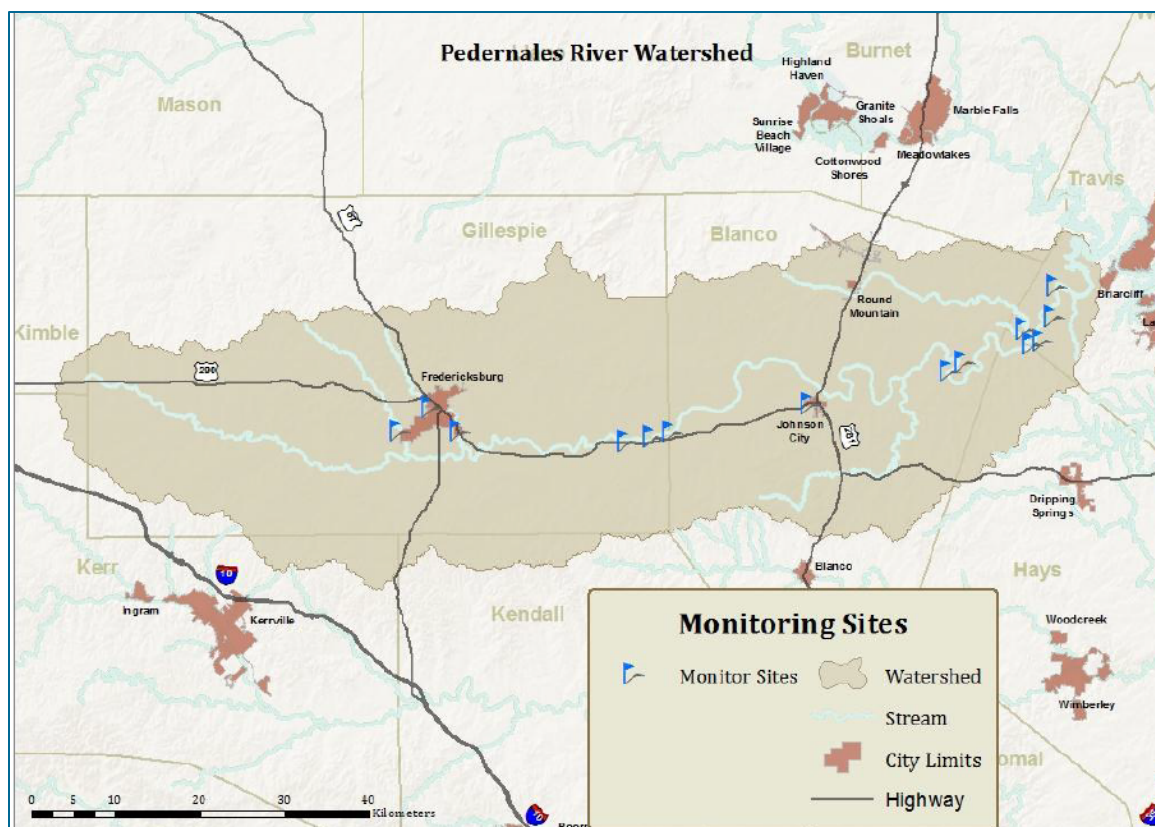 Pedernales River Watershed
Burnet
Mason
Highland
Haven
Granite
Shoals
Marble Falls
Sunrise
Beach
Village
Cottonwood
Shores
Meadowlakes
Travis
87
Gillespie
Blanco
Kimble
Round
Mountain
Briarcliff
La
290
Fredericksburg
Johnson
City
281
Dripping
Springs
Kerr
10
Ingram
Kerrville
Kendall
Blanco
Hays
Woodcreek
Wimberley
omal
Monitoring Sites
Monitor Sites
Watershed
Stream
City Limits
Highway
0 5 10 20 30 40
Kilometers
10
Boer